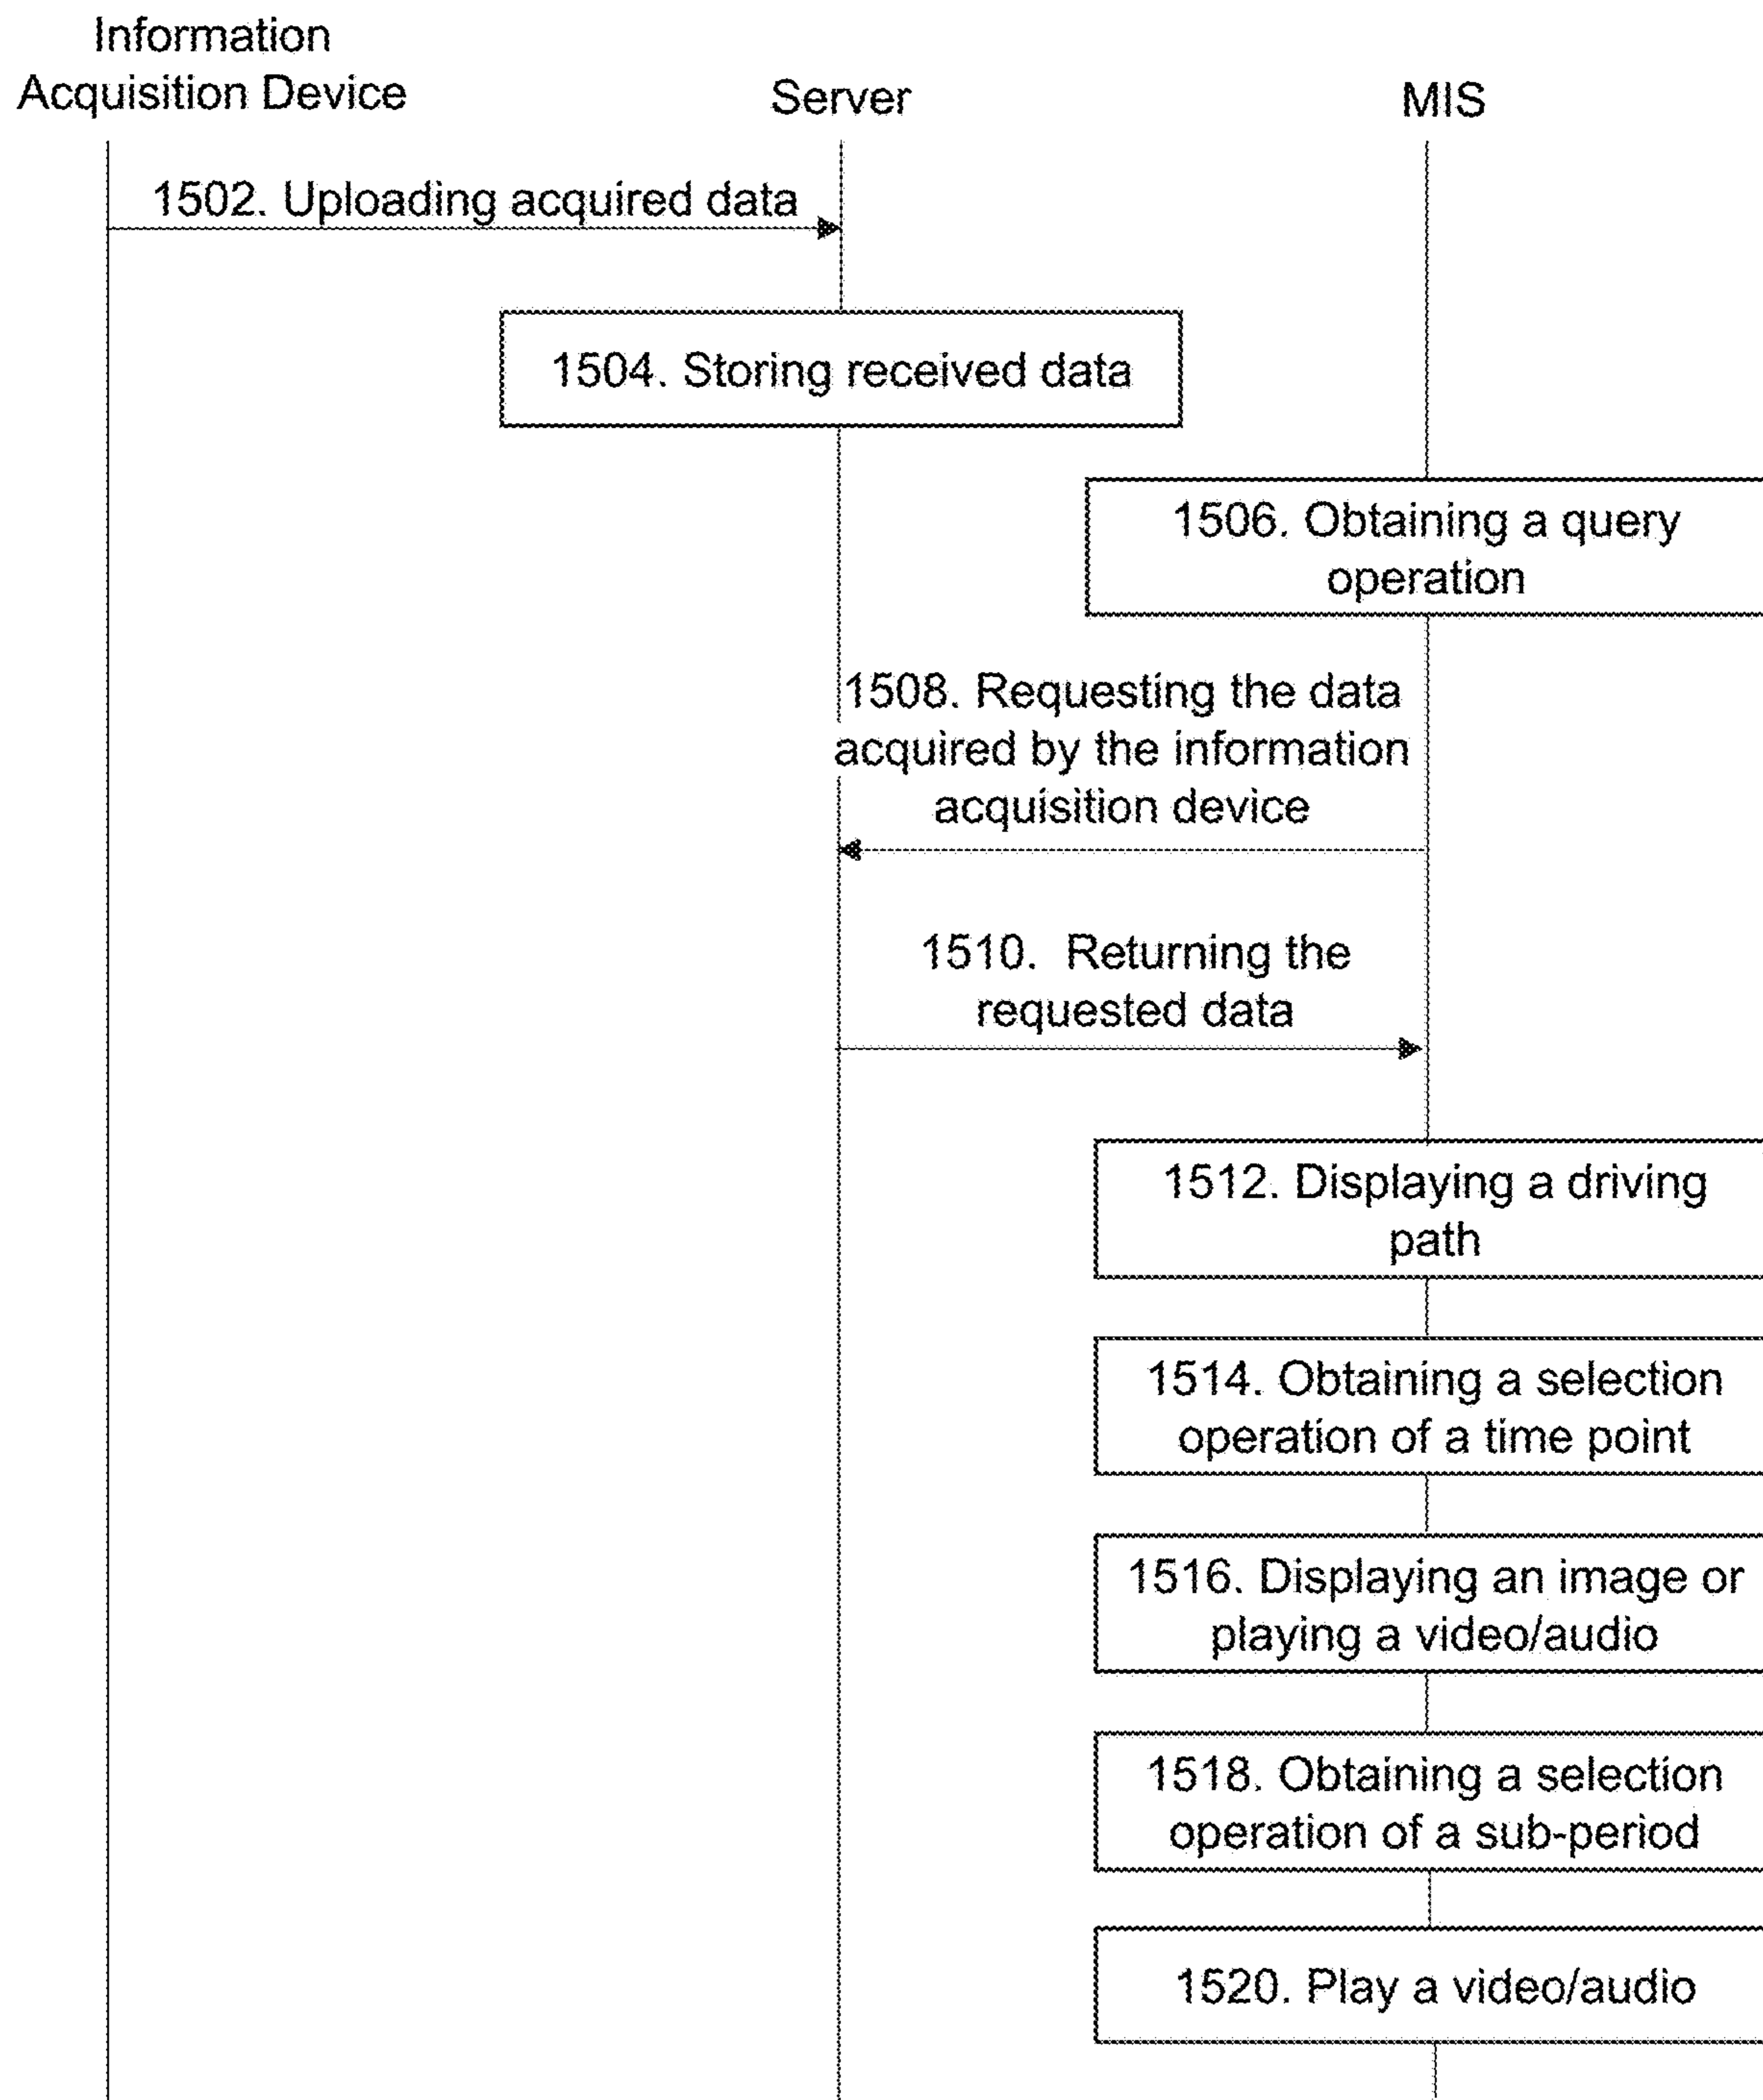 Information
Acquisition Device
Server
MIS
1502. Uploading acquired data
1504. Storing received data
1506. Obtaining a query
operation
1508. Requesting the data
acquired by the information
acquisition device
1510. Returning the
requested data
1512. Displaying a driving
path
1514. Obtaining a selection
operation of a time point
1516. Displaying an image or
playing a video/audio
1518. Obtaining a selection
operation of a sub-period
1520. Play a video/audio